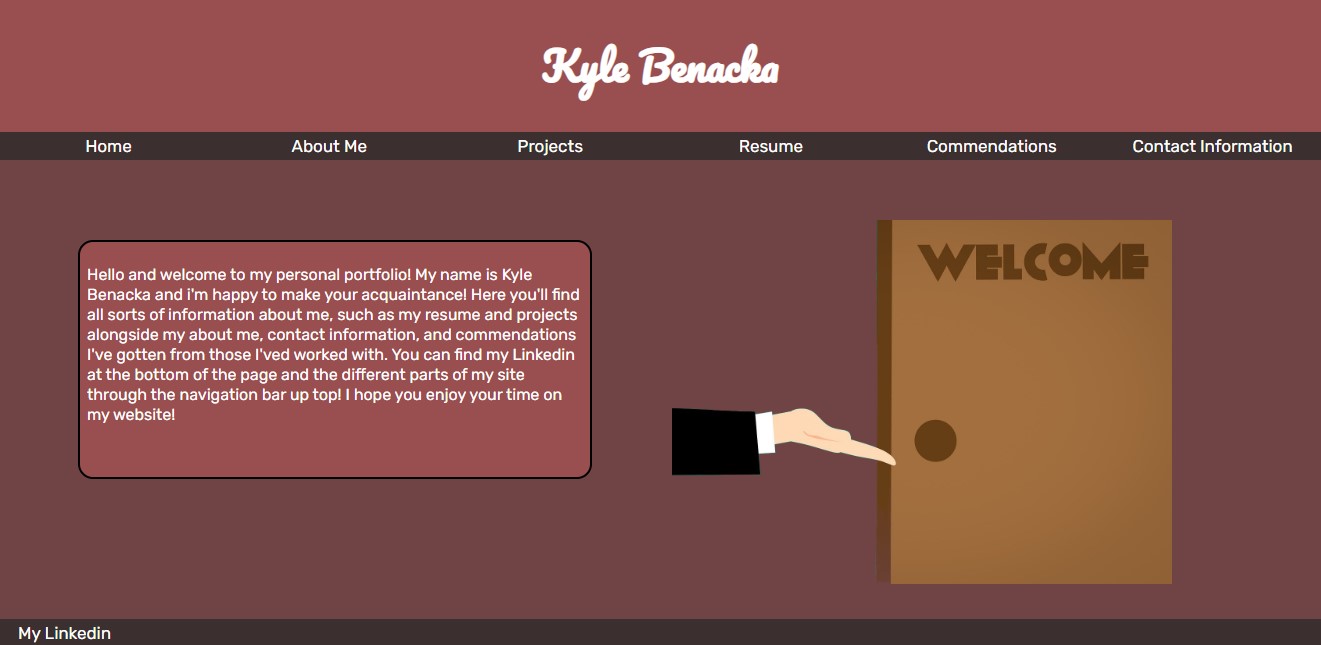 Kyle Benacka
Home About Me Projects Resume Commendations Contact Information
Hello and welcome to my personal portfolio! My name is Kyle
Benacka and i'm happy to make your acquaintance! Here you'll find
all sorts of information about me, such as my resume and projects
alongside my about me, contact information, and commendations
I've gotten from those I'ved worked with. You can find my Linkedin
at the bottom of the page and the different parts of my site
through the navigation bar up top! I hope you enjoy your time on
my website!
WELCOME
My Linkedin